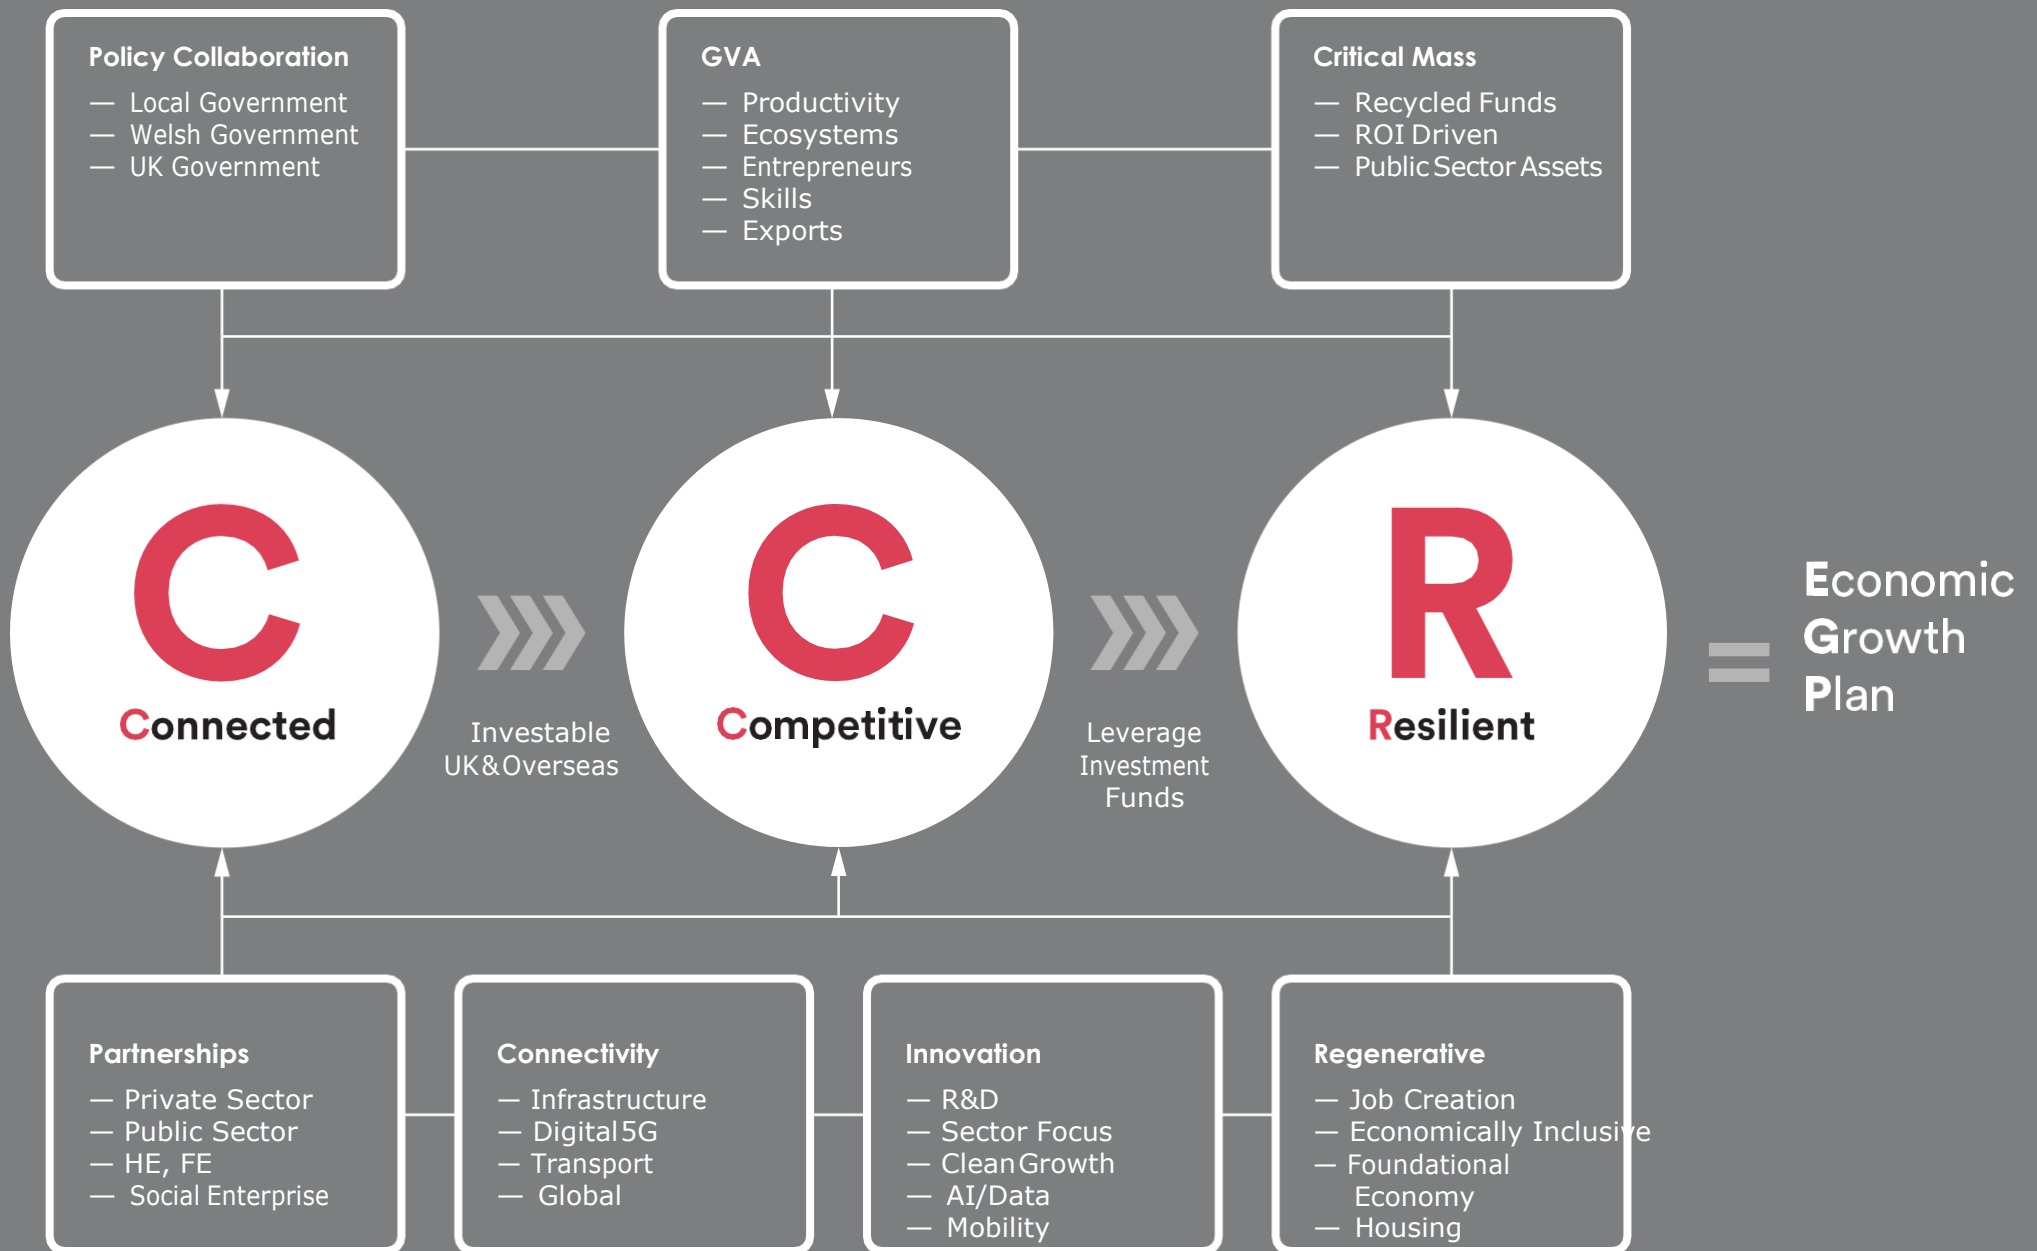 Policy Collaboration
— Local Government
— Welsh Government
— UK Government
GVA
— Productivity
— Ecosystems
— Entrepreneurs
— Skills
— Exports
Critical Mass
— Recycled Funds
— ROI Driven
— Public Sector Assets
C
Connected
Investable
UK & Overseas
C
Competitive
Leverage
Investment
Funds
R
Resilient
=
Economic
Growth
Plan
Partnerships
— Private Sector
— Public Sector
— HE, FE
— Social Enterprise
Connectivity
— Infrastructure
— Digital 5G
— Transport
— Global
Innovation
— R&D
— Sector Focus
— Clean Growth
— AI/Data
— Mobility
Regenerative
— Job Creation
— Economically Inclusive
— Foundational
Economy
— Housing